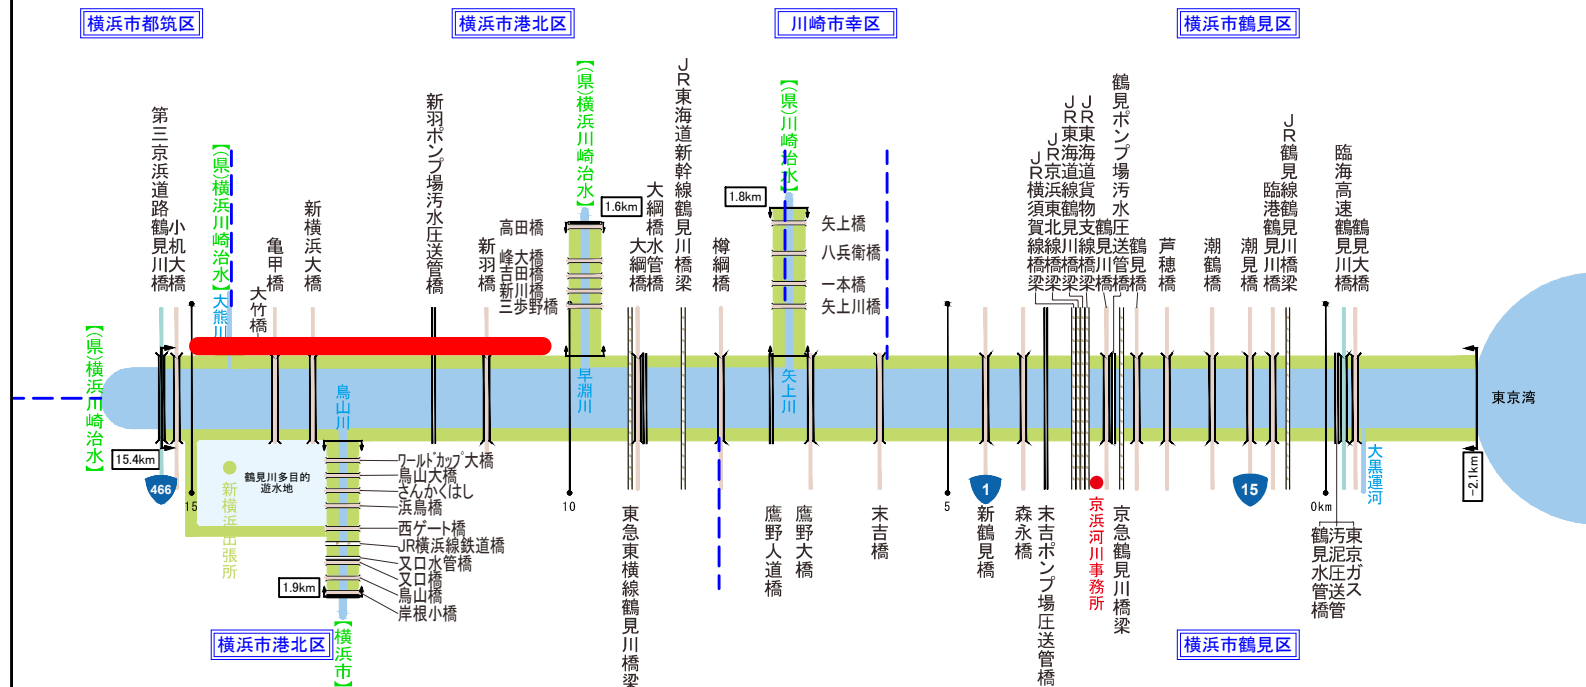 横浜市都筑区
横浜市港北区
川崎市幸区
横浜市鶴見区
【(県)横浜川崎治水】
第三京浜道路鶴見川橋
小机大橋
【(県)横浜川崎治水】
大熊川
大竹橋
亀甲橋
新横浜大橋
新羽ポンプ場汚水圧送管橋
新羽橋
高田橋
峰大橋
吉田橋
新川橋
三歩野橋
【(県)横浜川崎治水】
1.6km
早淵川
大綱橋
大綱橋水管橋
JR東海道新幹線鶴見川橋梁
樽綱橋
1.8km
【(県)川崎治水】
矢上橋
八兵衛橋
一本橋
矢上川橋
矢上川
JR横須賀線橋梁
JR京浜東北線橋梁
JR東海道線鶴見川橋梁
JR東海道貨物支線橋梁
鶴見川橋
鶴見ポンプ場汚水圧送管橋
鶴見橋
芦穂橋
潮鶴橋
潮見橋
臨港鶴見川橋
JR鶴見線鶴見川橋梁
臨海高速鶴見川橋
鶴見大橋
東京湾
15.4km
466
15
鶴見川多目的
遊水地
新横浜出張所
鳥山川
ワールドカップ大橋
鳥山大橋
さんかくはし
浜鳥橋
西ゲート橋
JR横浜線鉄道橋
又口水管橋
又口橋
鳥山橋
岸根小橋
1.9km
【横浜市】
横浜市港北区
10
東急東横線鶴見川橋梁
鷹野人道橋
鷹野大橋
末吉橋
5
1
新鶴見橋
森永橋
末吉ポンプ場圧送管橋
京浜河川事務所
京急鶴見川橋梁
15
0km
鶴見水管橋
汚泥圧送管
東京ガス
大黒運河
-2.1km
横浜市鶴見区